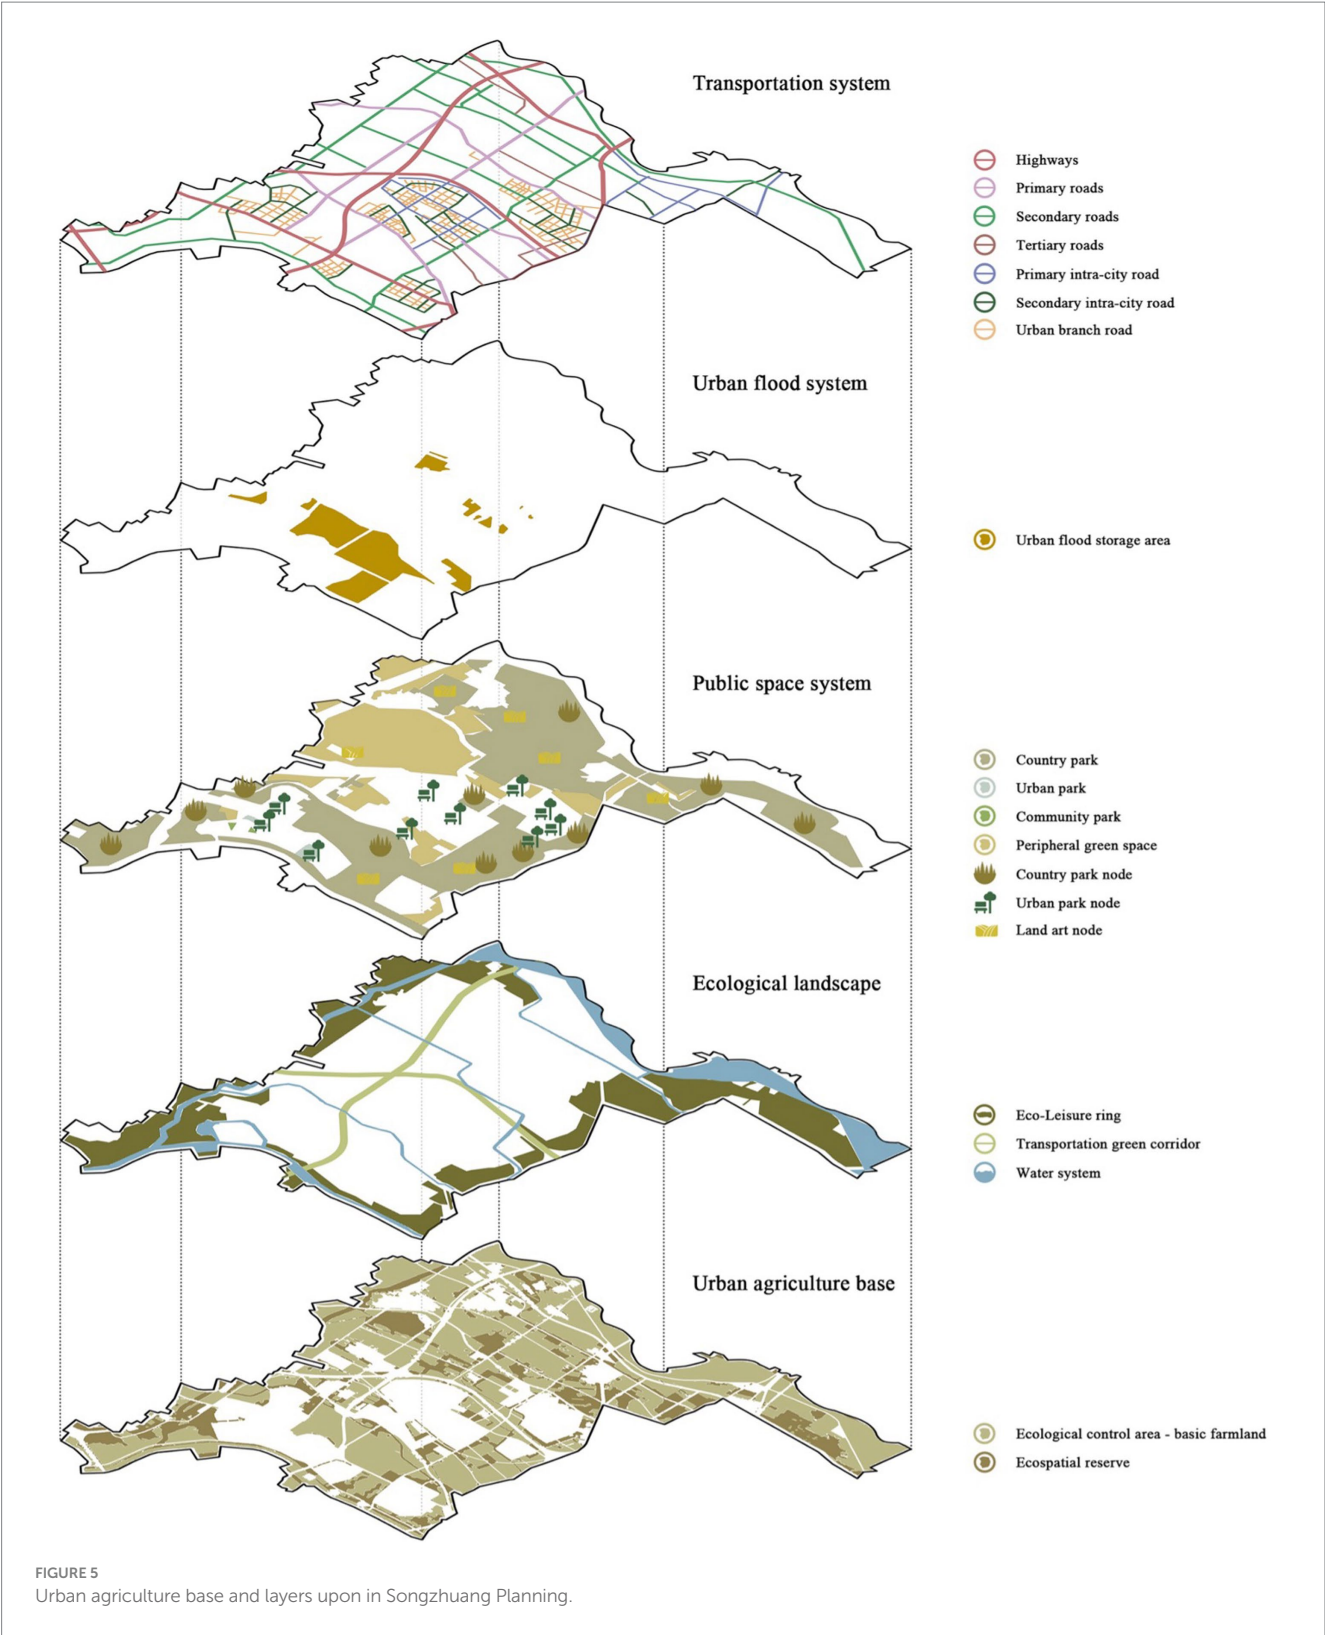 Transportation system
Highways
Primary roads
Secondary roads
Tertiary roads
Primary intra-city road
Secondary intra-city road
Urban branch road
Urban flood system
Urban flood storage area
Public space system
Country park
Urban park
Community park
Peripheral green space
Country park node
Urban park node
Land art node
Ecological landscape
Eco-Leisure ring
Transportation green corridor
Water system
Urban agriculture base
Ecological control area - basic farmland
Ecospatial reserve
FIGURE 5
Urban agriculture base and layers upon in Songzhuang Planning.